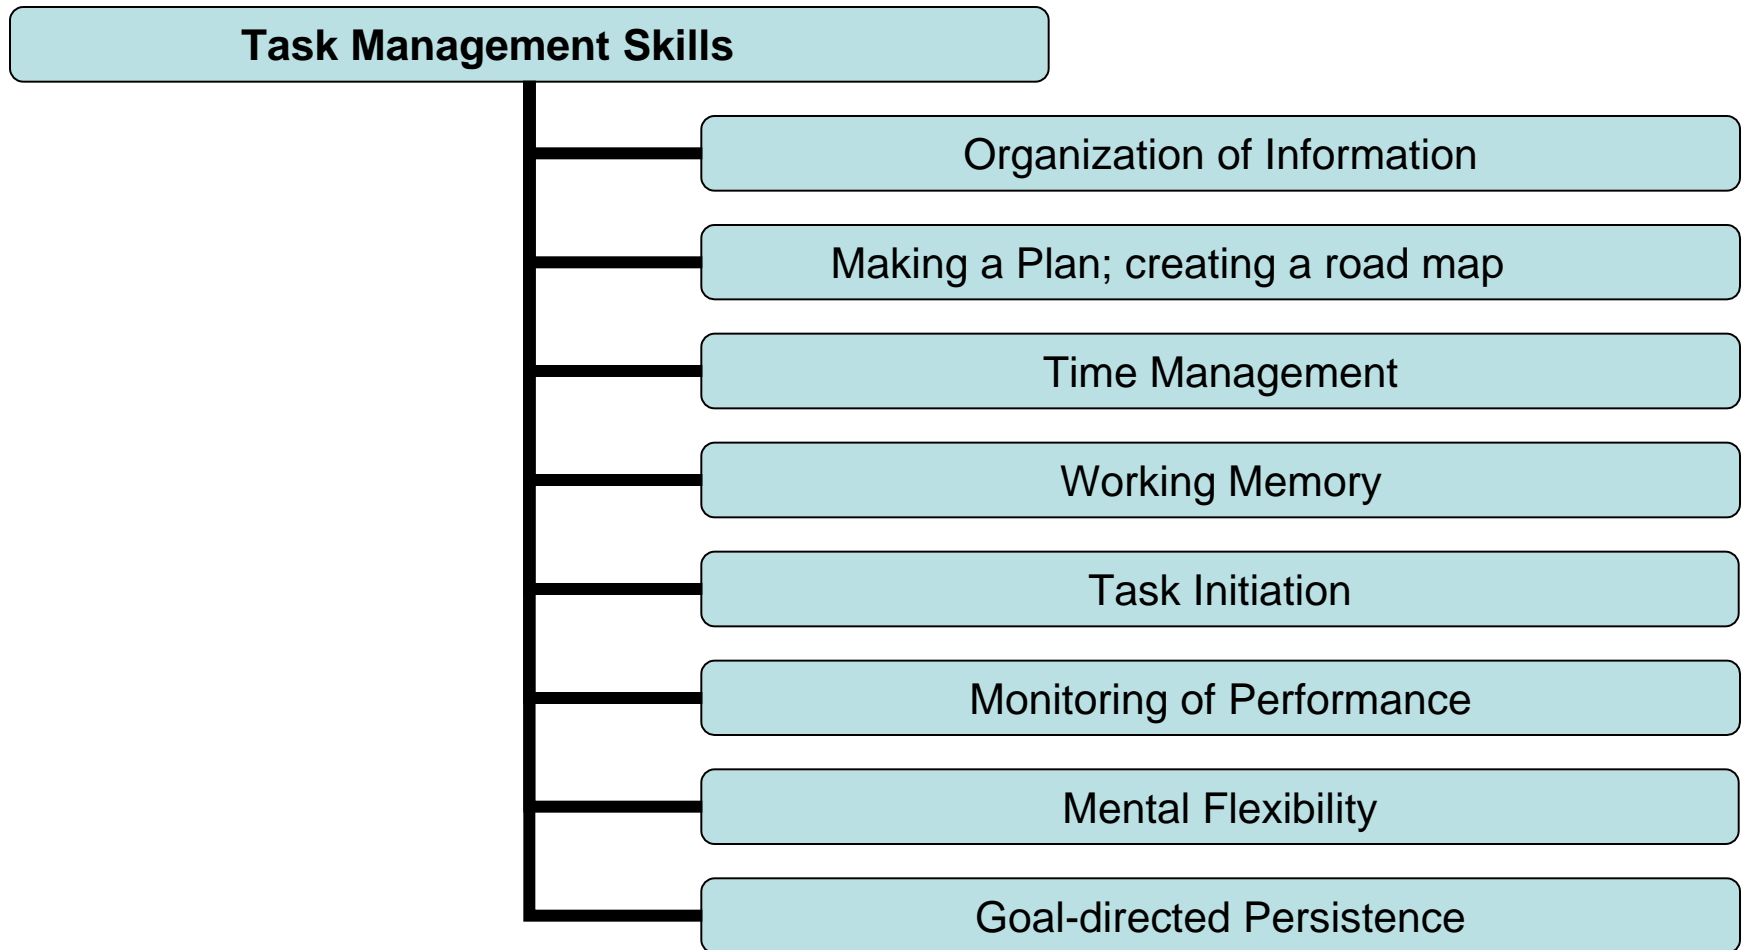 Task Management Skills
Organization of Information
Making a Plan; creating a road map
Time Management
Working Memory
Task Initiation
Monitoring of Performance
Mental Flexibility
Goal-directed Persistence